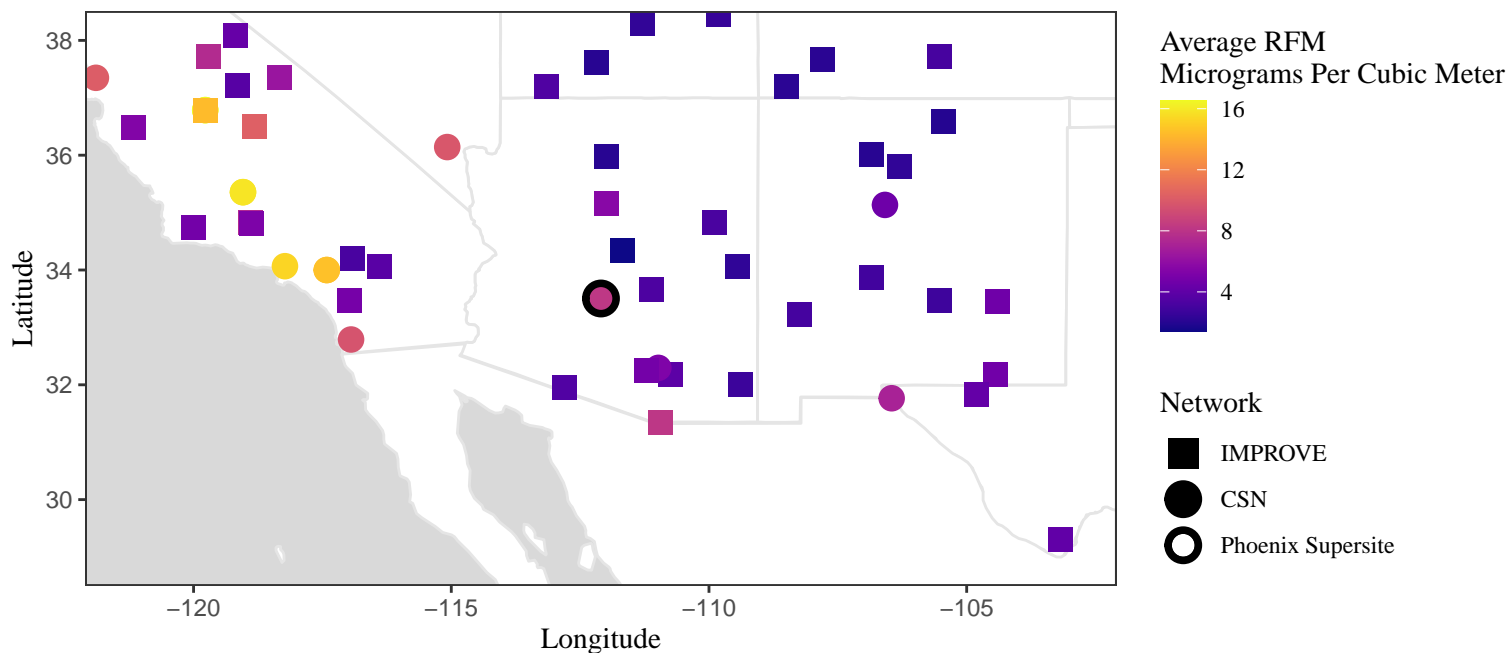 38
36
34
32
30
Latitude
−120
−115
−110
−105
Longitude
Average RFM
Micrograms Per Cubic Meter
16
12
8
4
Network
IMPROVE
CSN
Phoenix Supersite